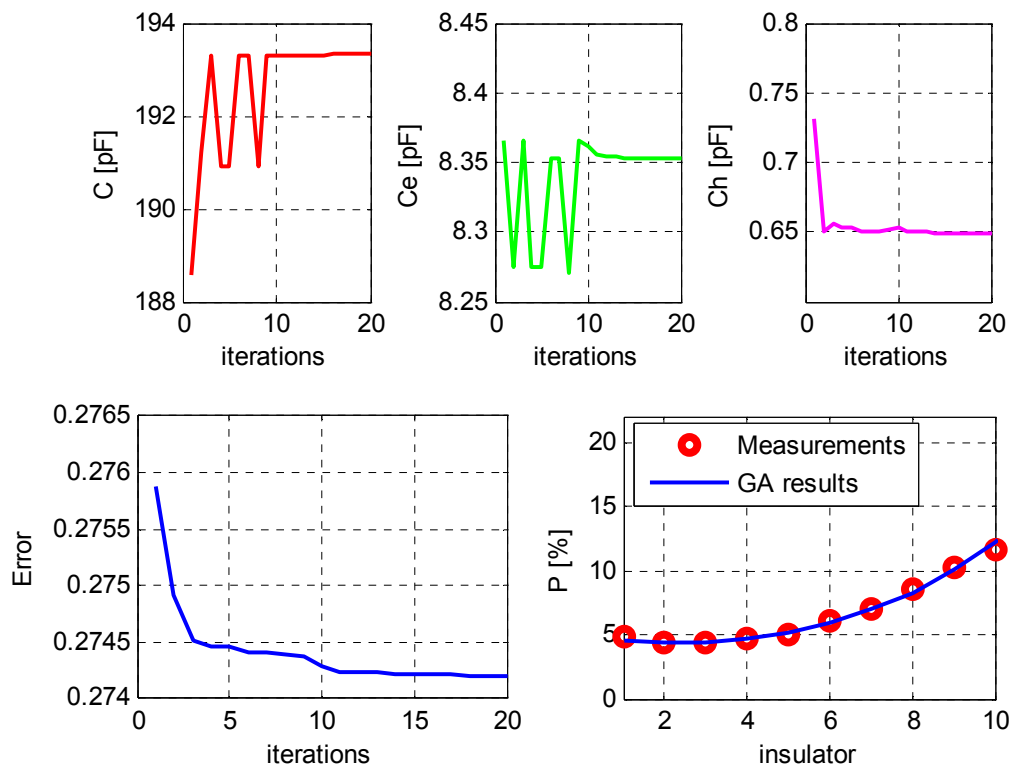 194
192
190
188
C [pF]
0 10 20
iterations
8.45
8.4
8.35
8.3
8.25
Ce [pF]
0 10 20
iterations
0.8
0.75
0.7
0.65
Ch [pF]
0 10 20
iterations
0.2765
0.276
0.2755
0.275
0.2745
0.274
Error
0 5 10 15 20
iterations
20
15
10
5
0
P [%]
Measurements
GA results
2 4 6 8 10
insulator